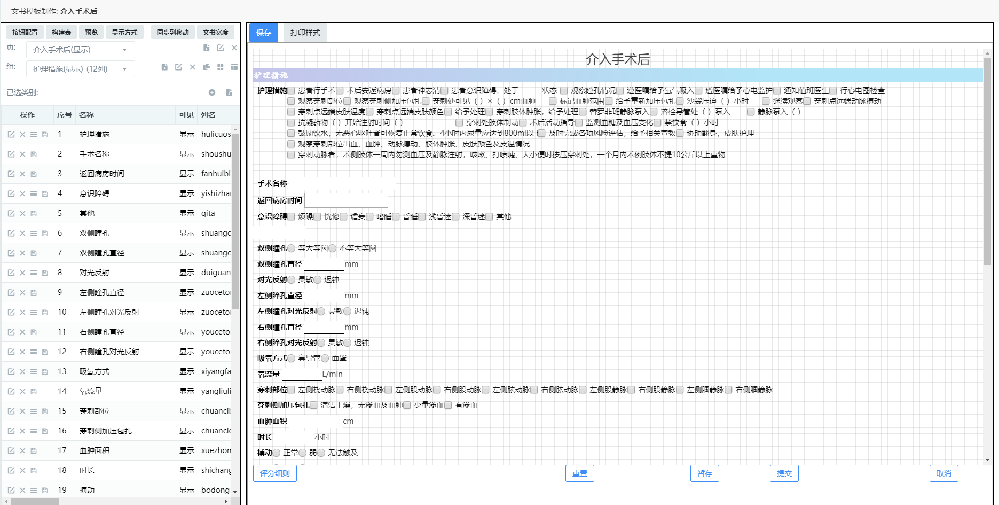 文书模板制作: 介入手术后
按钮配置 构建表 预览 显示方式 同步到移动 文书宽度
页: 介入手术后(显示)
组: 护理措施(显示)-(12列)
已选类别:
操作 序号 名称 可见 列名
1 护理措施 显示 hulicuos
2 手术名称 显示 shoushu
3 返回病房时间 显示 fanhuibi
4 意识障碍 显示 yishizhai
5 其他 显示 qita
6 双侧瞳孔 显示 shuangc
7 双侧瞳孔直径 显示 shuangc
8 对光反射 显示 duiguan
9 左侧瞳孔直径 显示 zuoceto
10 左侧瞳孔对光反射 显示 zuoceto
11 右侧瞳孔直径 显示 youceto
12 右侧瞳孔对光反射 显示 youceto
13 吸氧方式 显示 xiyangfa
14 氧流量 显示 yangliuli
15 穿刺部位 显示 chuancib
16 穿刺侧加压包扎 显示 chuancic
17 血肿面积 显示 xuezhon
18 时长 显示 shichang
19 搏动 显示 bodong
保存 打印样式
介入手术后
护理措施
护理措施 患者行手术 术后安返病房 患者神志清 患者意识障碍，处于______状态 观察瞳孔情况 遵医嘱给予氧气吸入 遵医嘱给予心电监护 通知值班医生 行心电图检查
观察穿刺部位 观察穿刺侧加压包扎 穿刺处可见（ ）×（ ）cm血肿 标记血肿范围 给予重新加压包扎 沙袋压迫（ ）小时 继续观察 穿刺点远端动脉搏动
穿刺点远端皮肤温度 穿刺点远端皮肤颜色 给予处理 穿刺肢体肿胀，给予处理 替罗非班静脉泵入 溶栓导管处（ ）泵入 静脉泵入（ ）
抗凝药物（ ）开始注射时间（ ） 穿刺处肢体制动 术后活动指导 监测血糖及血压变化 禁饮食（ ）小时
鼓励饮水，无恶心呕吐者可恢复正常饮食。4小时内尿量应达到800ml以上 及时完成各项风险评估，给予相关宣教 协助翻身，皮肤护理
观察穿刺部位出血、血肿、动脉搏动、肢体肿胀、皮肤颜色及皮温情况
穿刺动脉者，术侧肢体一周内勿测血压及静脉注射，咳嗽、打喷嚏、大小便时按压穿刺处，一个月内术例肢体不提10公斤以上重物
手术名称
返回病房时间
意识障碍 烦躁 恍惚 谵妄 嗜睡 昏睡 浅昏迷 深昏迷 其他
双侧瞳孔 等大等圆 不等大等圆
双侧瞳孔直径 mm
对光反射 灵敏 迟钝
左侧瞳孔直径 mm
左侧瞳孔对光反射 灵敏 迟钝
右侧瞳孔直径 mm
右侧瞳孔对光反射 灵敏 迟钝
吸氧方式 鼻导管 面罩
氧流量 L/min
穿刺部位 左侧桡动脉 右侧桡动脉 左侧股动脉 右侧股动脉 左侧肱动脉 右侧肱动脉 左侧股静脉 右侧股静脉 左侧腘静脉 右侧腘静脉
穿刺侧加压包扎 清洁干燥，无渗血及血肿 少量渗血 有渗血
血肿面积 cm
时长 小时
搏动 正常 弱 无法触及
评分细则 重置 暂存 提交 取消